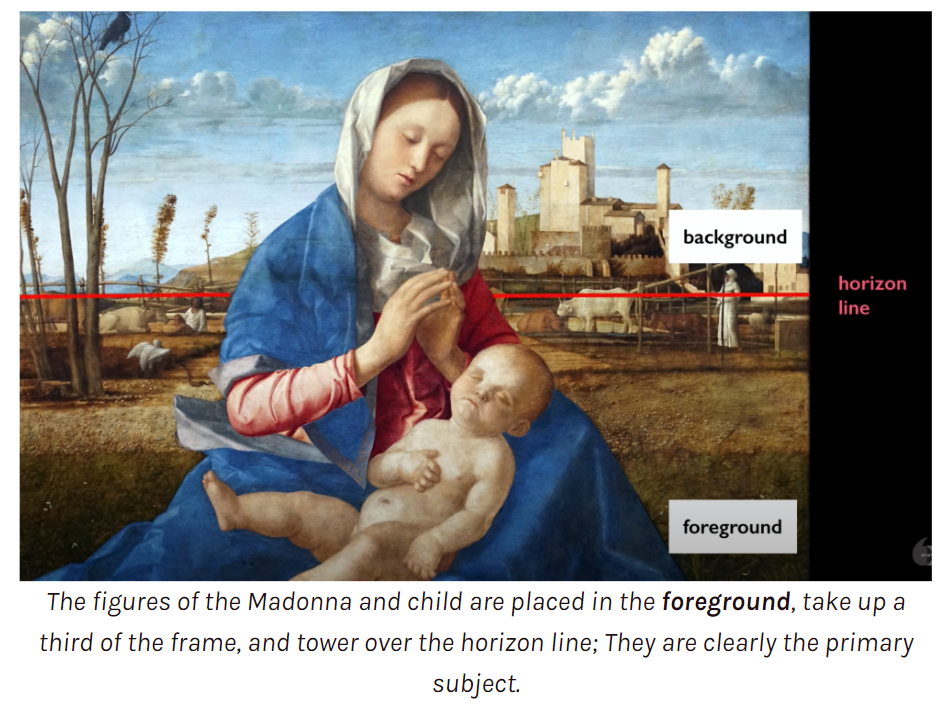 background
horizon
line
foreground
The figures of the Madonna and child are placed in the foreground, take up a
third of the frame, and tower over the horizon line; They are clearly the primary
subject.